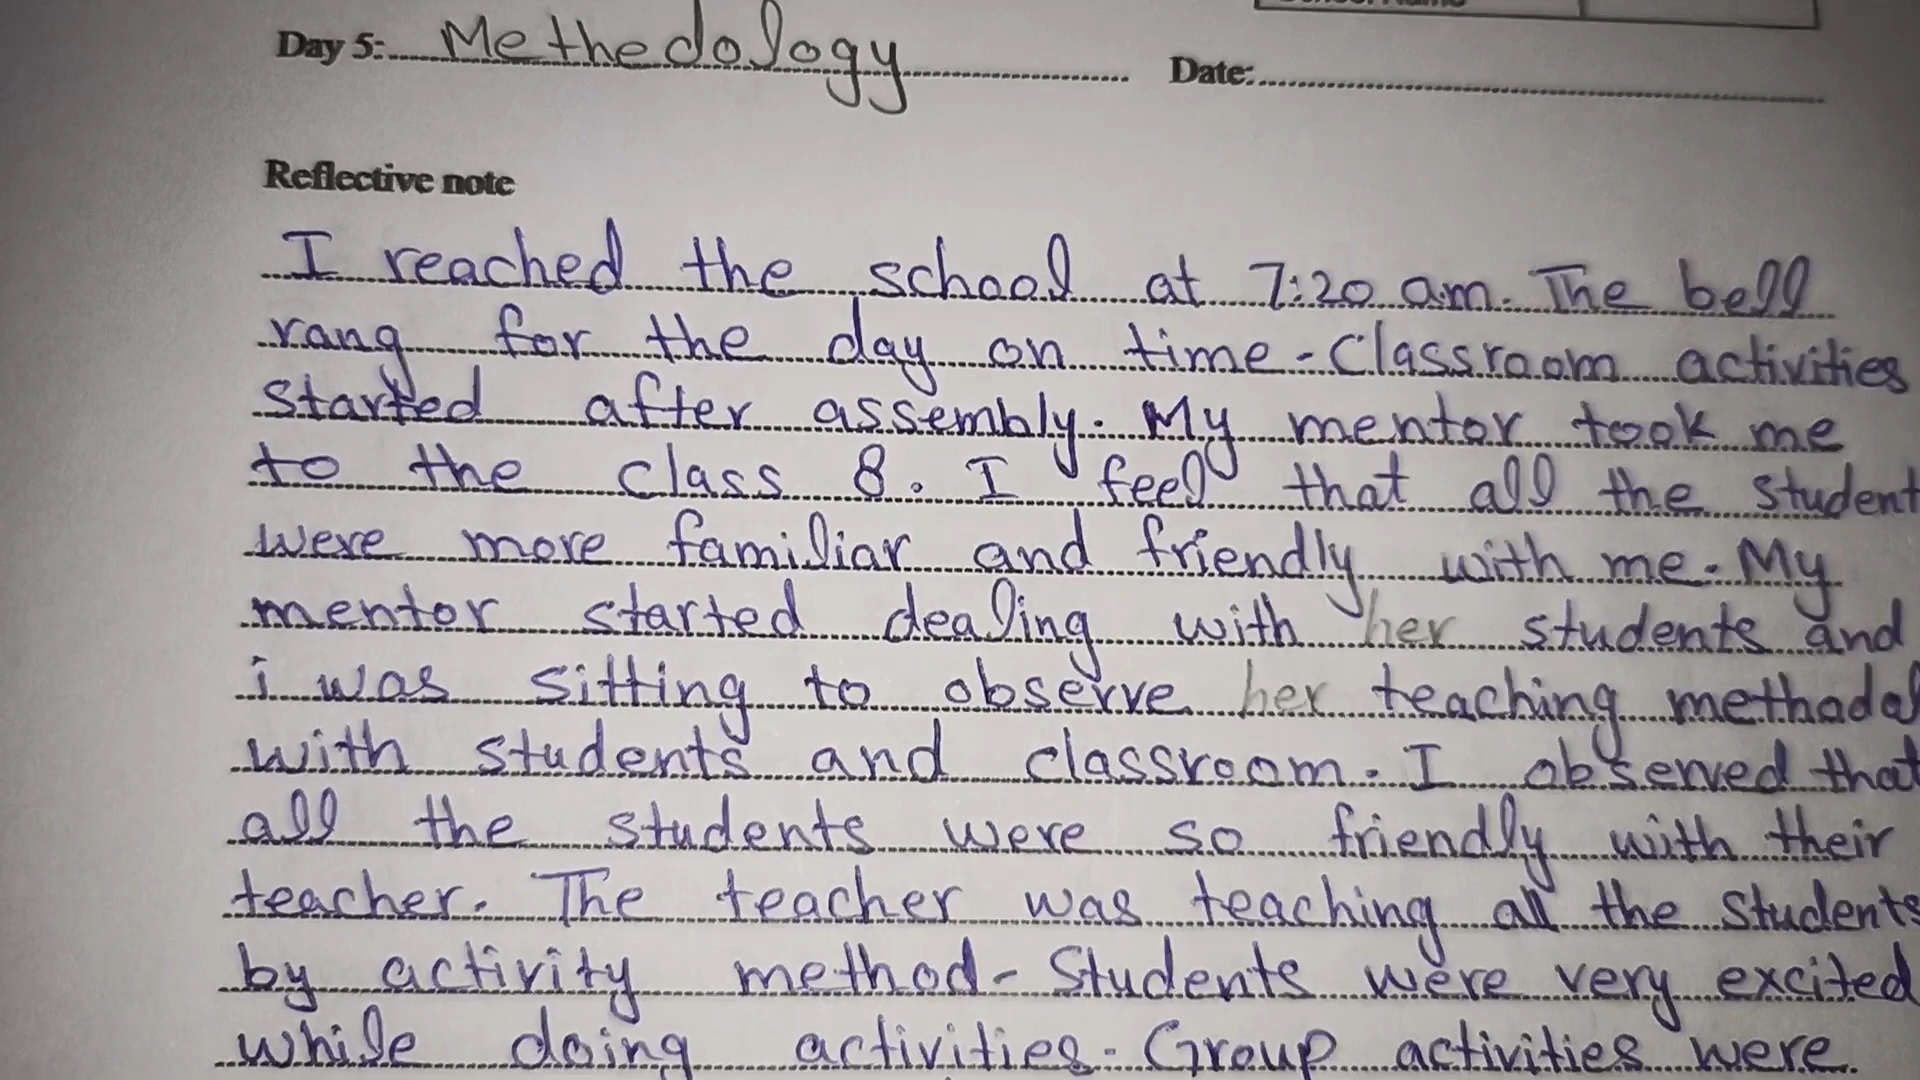 Day 5: Methedology
Date:
Reflective note
I reached the school at 7:20 am. The bell
rang for the day on time - Classroom activities
started after assembly. My mentor took me
to the class 8. I feel that all the student
were more familiar and friendly with me. My
mentor started dealing with her students and
i was sitting to observe her teaching
with students and classroom. I observed that
all the students were so friendly with their
teacher. The teacher was teaching all the students
by activity method - Students were very excited
while doing activities. Group activities were